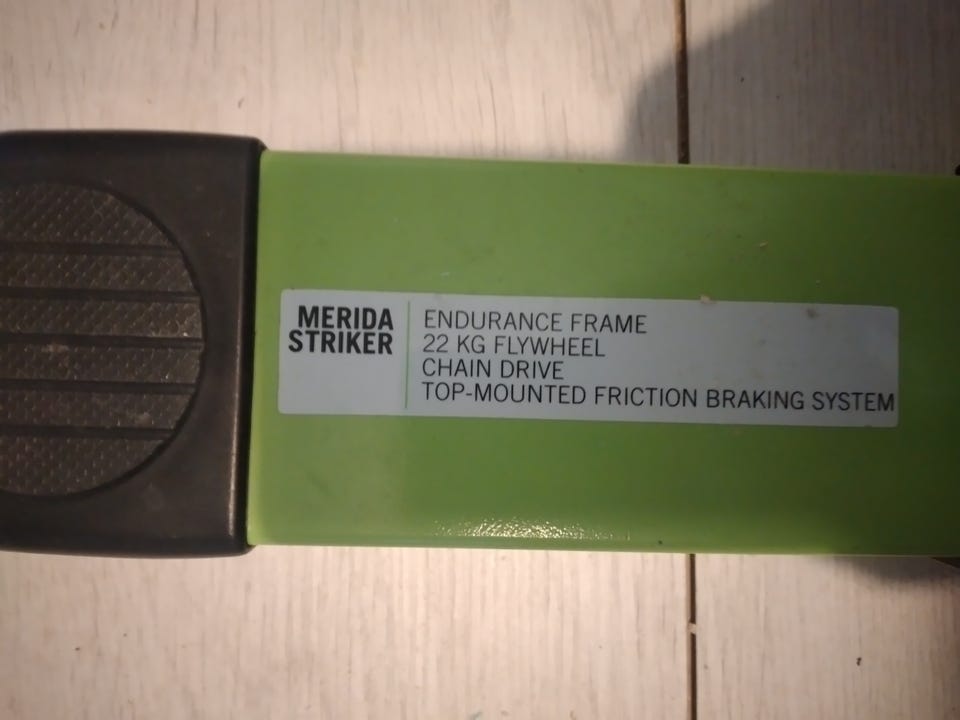 MERIDA
STRIKER
ENDURANCE FRAME
22 KG FLYWHEEL
CHAIN DRIVE
TOP-MOUNTED FRICTION BRAKING SYSTEM